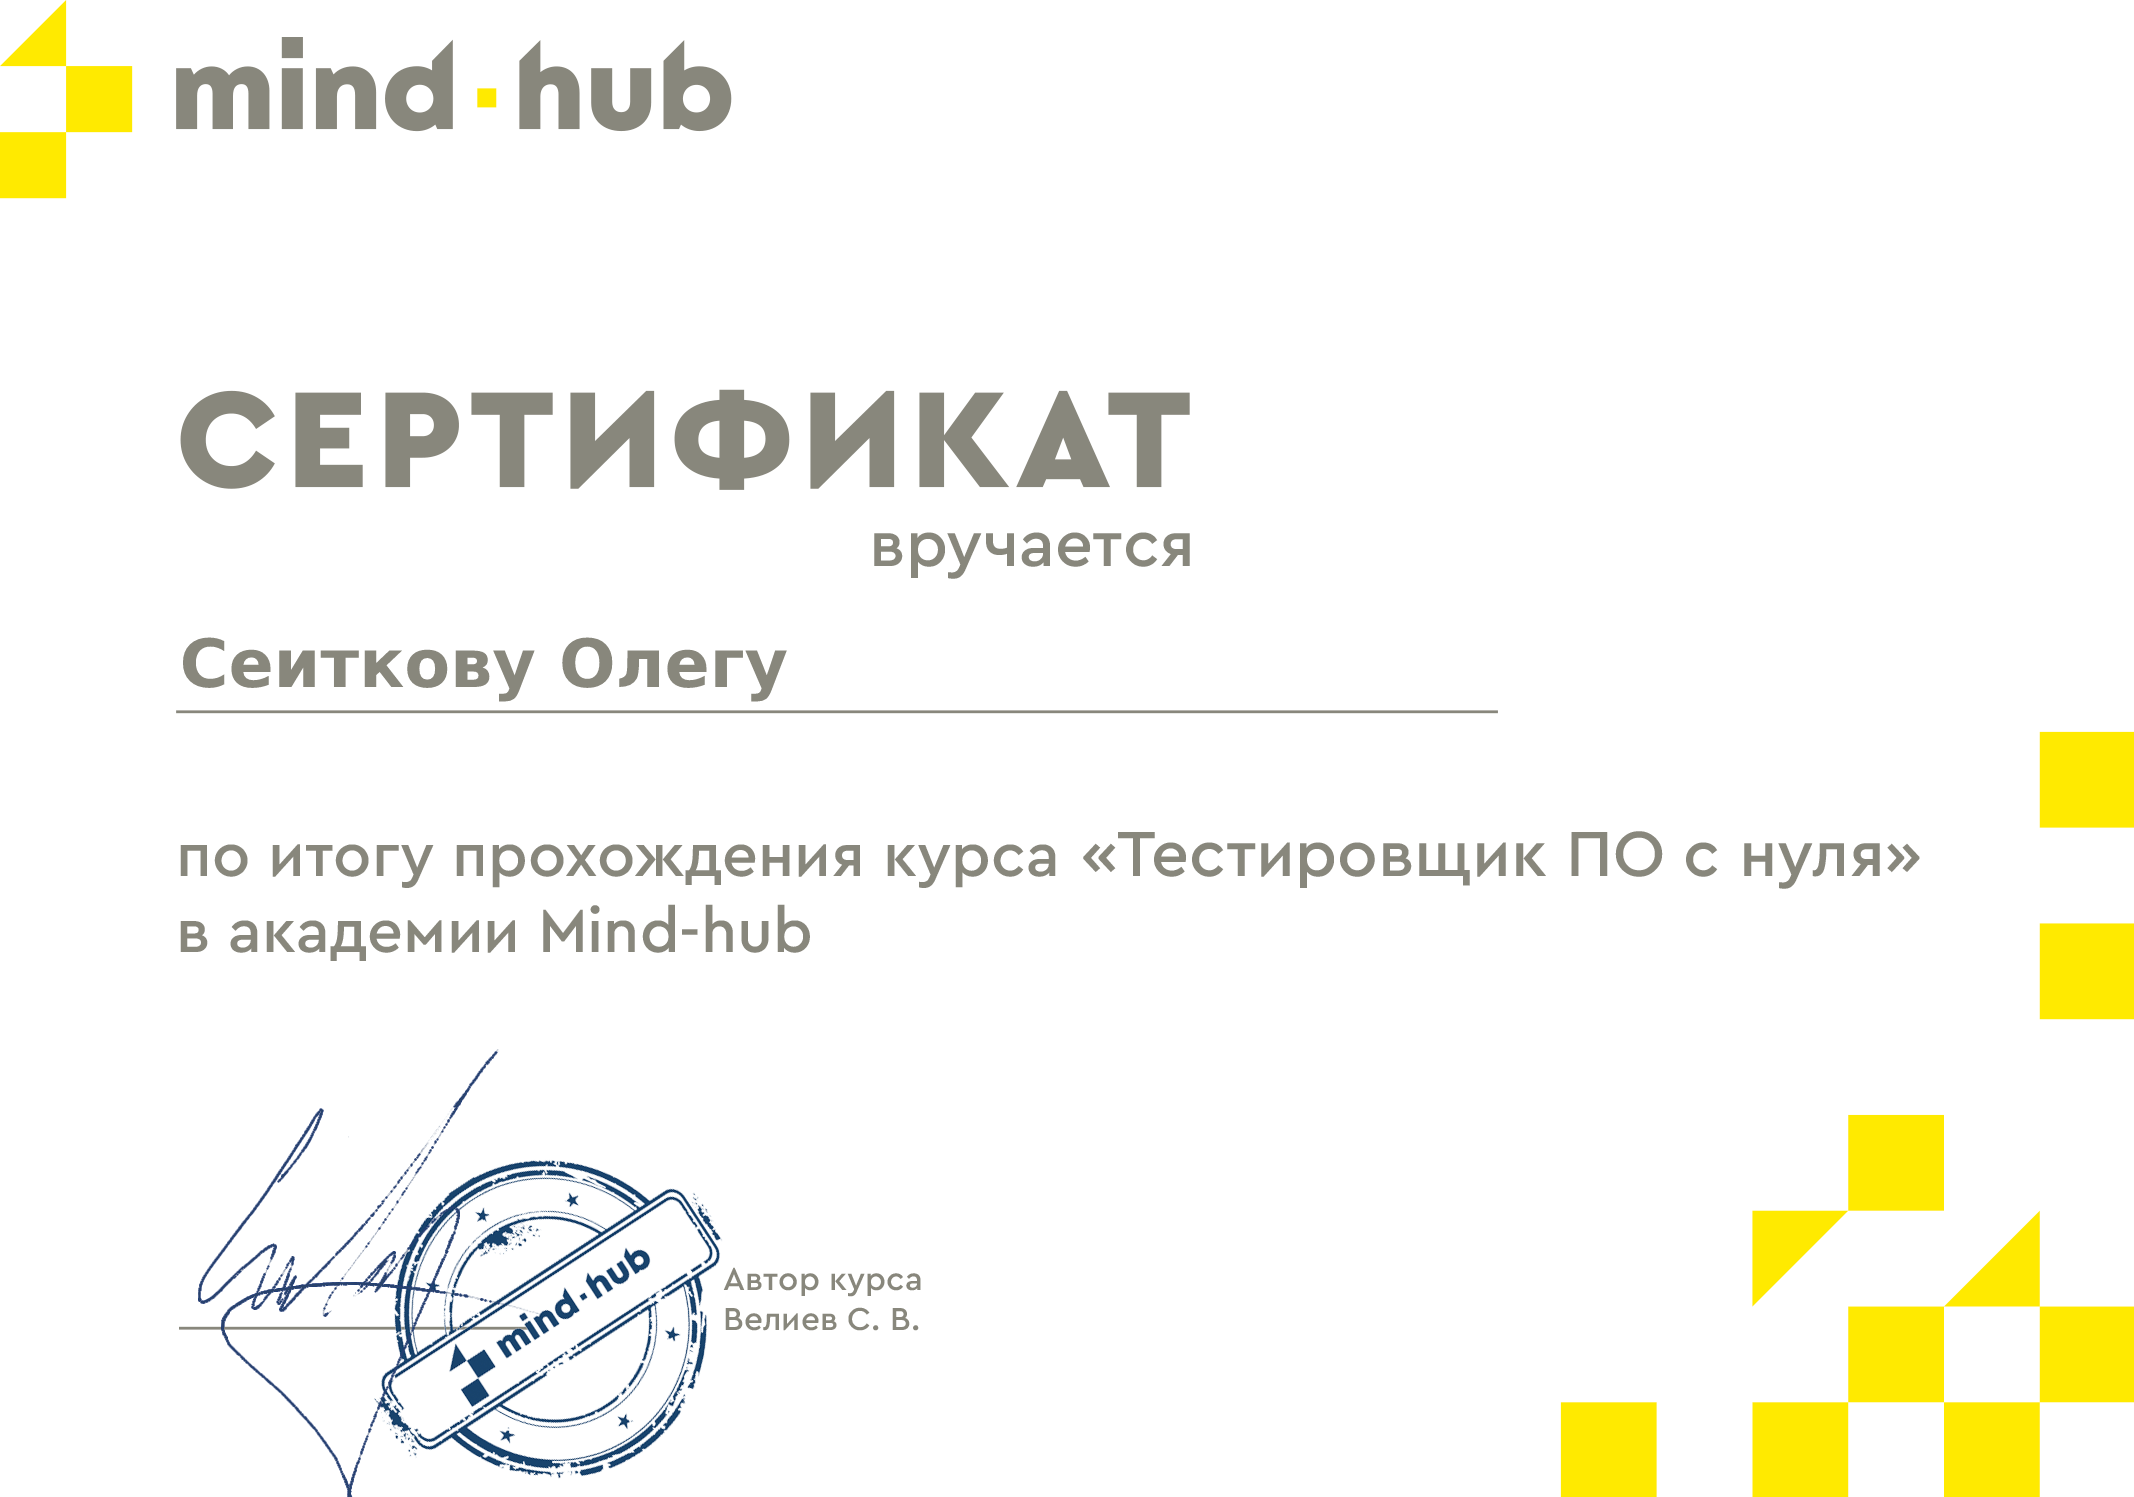 mind·hub
СЕРТИФИКАТ
вручается
Сеиткову Олегу
по итогу прохождения курса «Тестировщик ПО с нуля»
в академии Mind-hub
mind·hub
Автор курса
Велиев С. В.